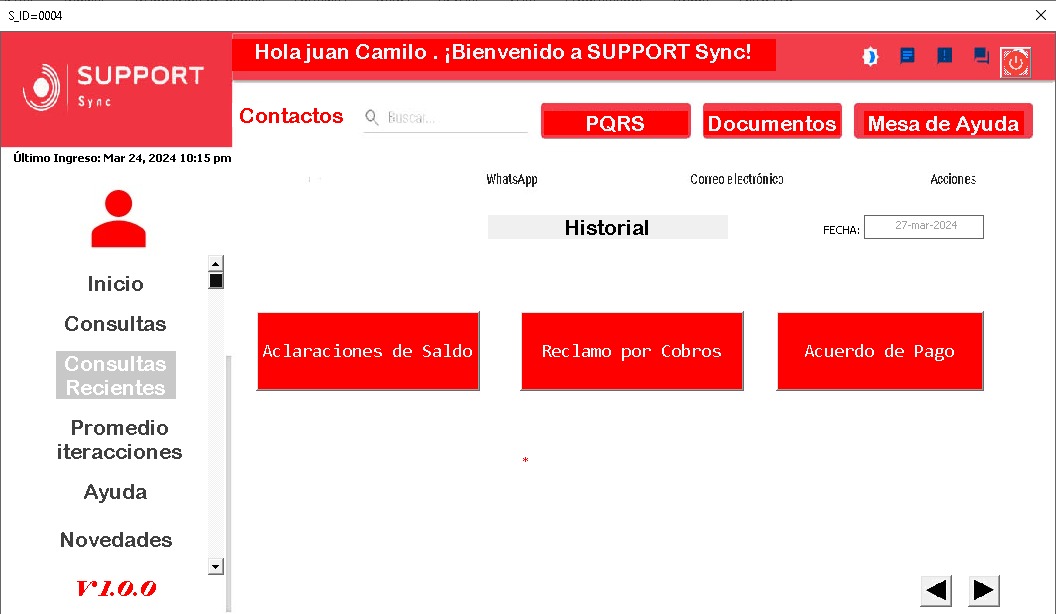 S_ID=0004
SUPPORT
Sync
Hola juan Camilo . ¡Bienvenido a SUPPORT Sync!
Contactos
Buscar...
PQRS
Documentos
Mesa de Ayuda
Último Ingreso: Mar 24, 2024 10:15 pm
WhatsApp
Correo electrónico
Acciones
Historial
FECHA:
27-mar-2024
Inicio
Consultas
Consultas
Recientes
Promedio
iteracciones
Ayuda
Novedades
V 1.0.0
Aclaraciones de Saldo
Reclamo por Cobros
Acuerdo de Pago
*